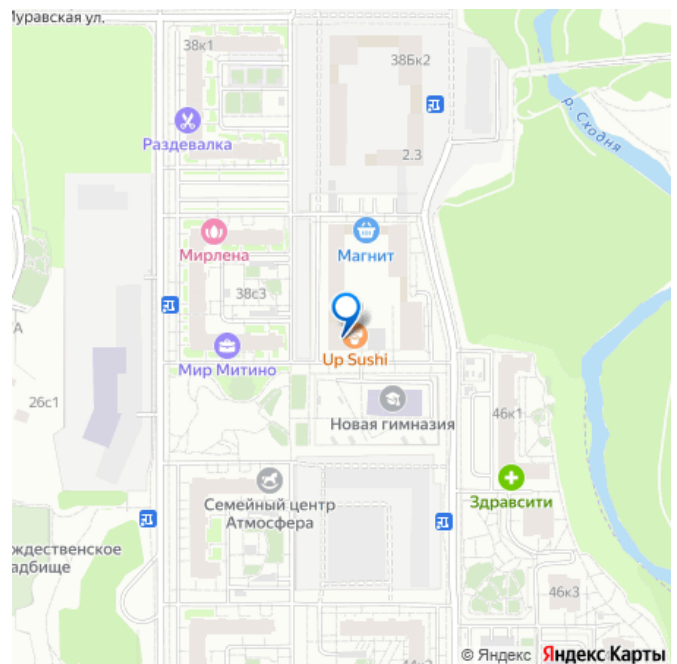 Муравская ул.
38к1
38Бк2
р. Сходня
Раздевалка
2.3
Мирлена
Магнит
38с3
А
Up Sushi
Мир Митино
26с1
Новая гимназия
46к1
Семейный центр
Атмосфера
Здравсити
ждественское
адбище
46к3
© Яндекс Яндекс Карты